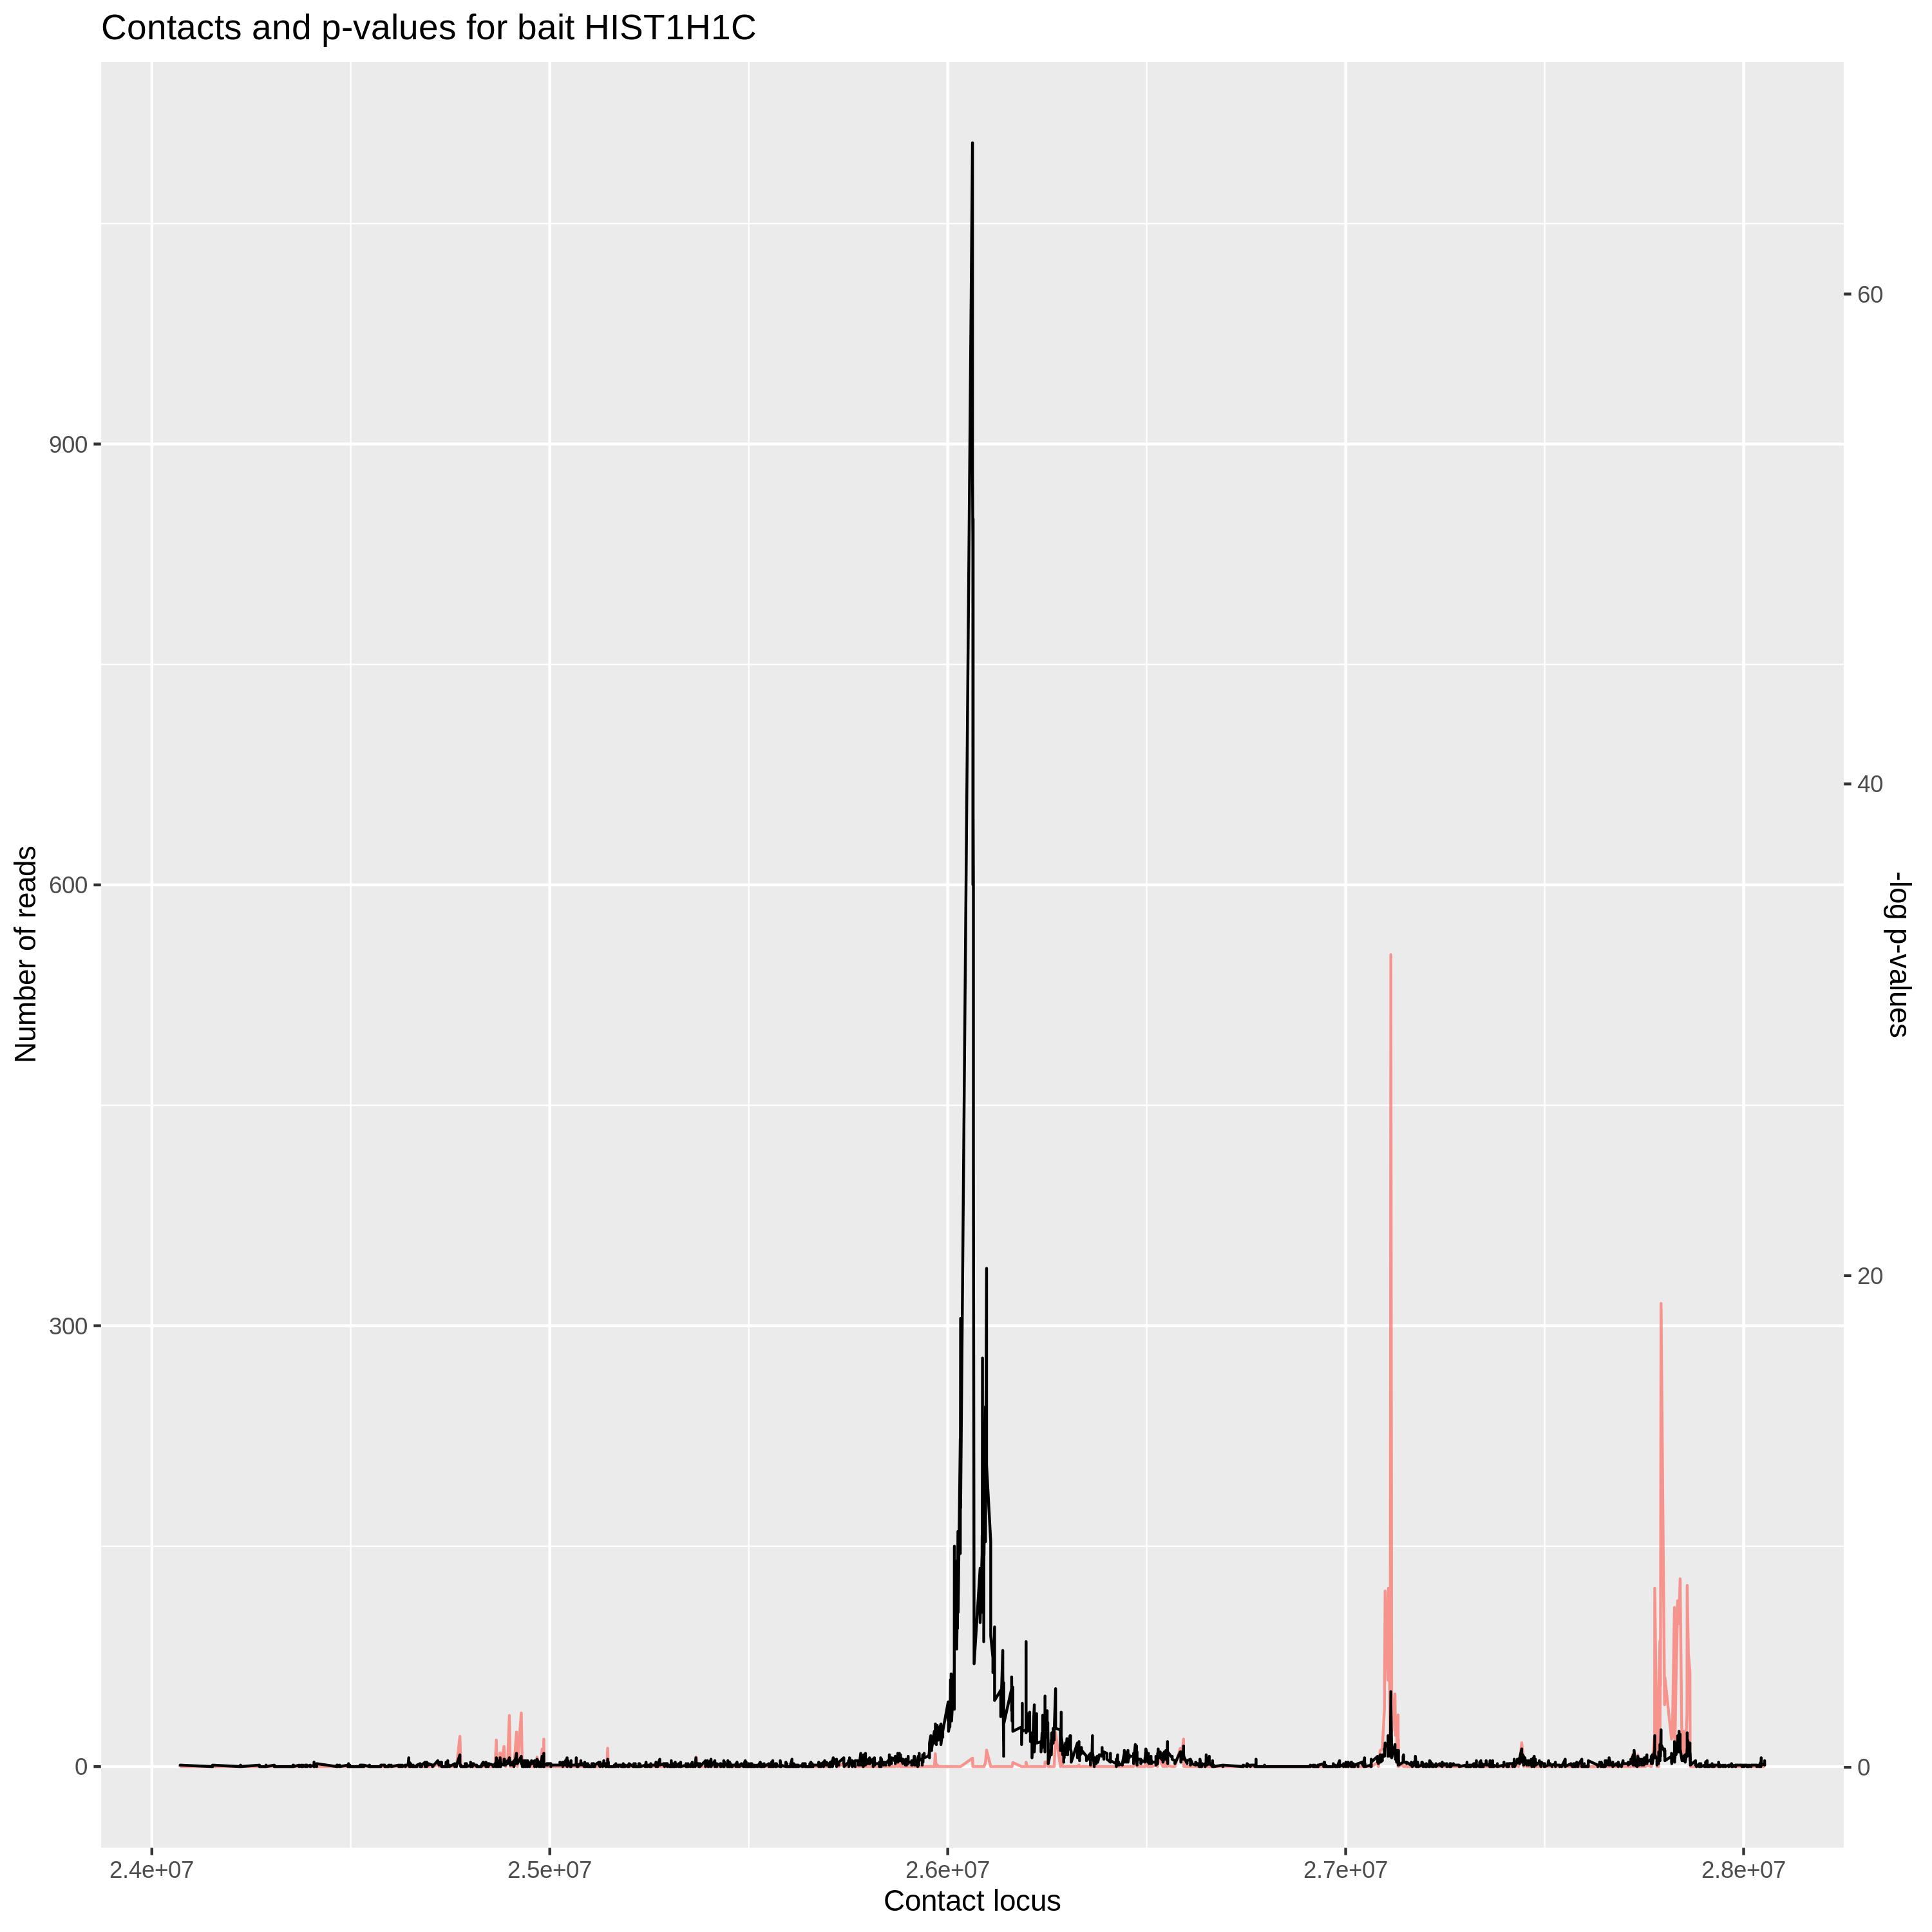 Contacts and p-values for bait HIST1H1C
900
600
300
0
Number of reads
60
40
20
0
-log p-values
2.4e+07 2.5e+07 2.6e+07 2.7e+07 2.8e+07
Contact locus